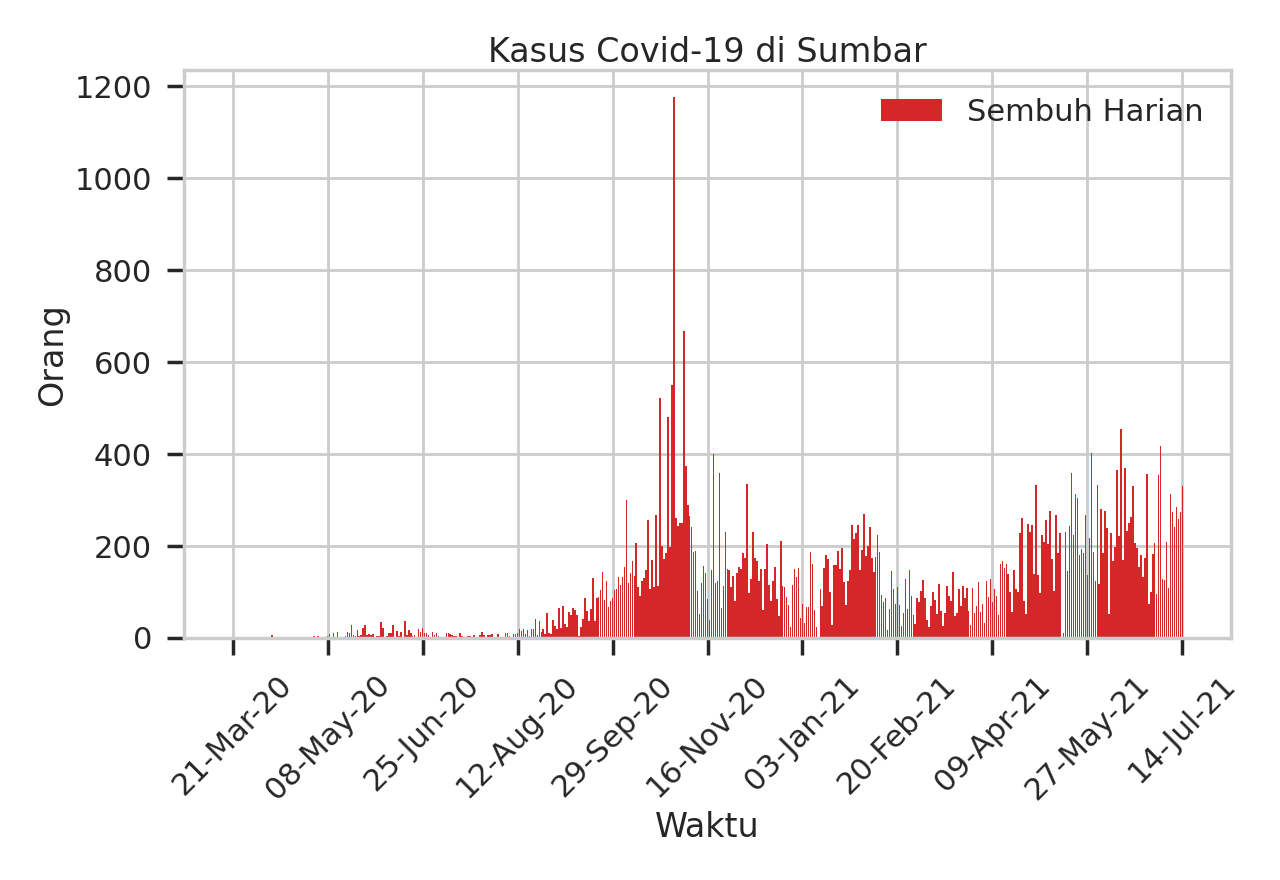 Kasus Covid-19 di Sumbar
Sembuh Harian
Orang
1200
1000
800
600
400
200
0
21-Mar-20
08-May-20
25-Jun-20
12-Aug-20
29-Sep-20
16-Nov-20
03-Jan-21
20-Feb-21
09-Apr-21
27-May-21
14-Jul-21
Waktu